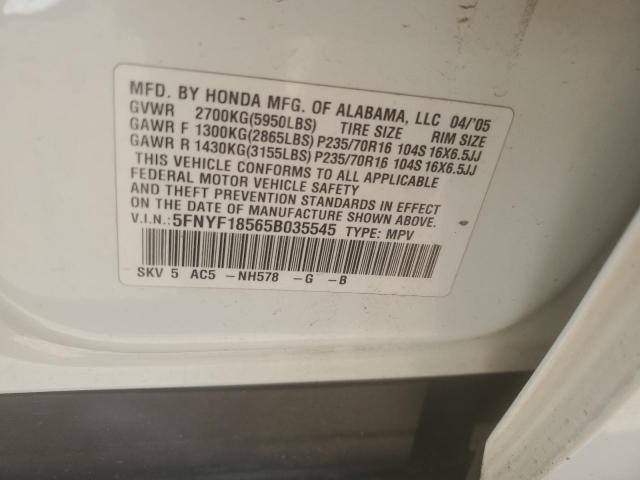 MFD. BY HONDA MFG. OF ALABAMA, LLC 04/'05
GVWR 2700KG(5950LBS) TIRE SIZE RIM SIZE
GAWR F 1300KG(2865LBS) P235/70R16 104S 16X6.5JJ
GAWR R 1430KG(3155LBS) P235/70R16 104S 16X6.5JJ
THIS VEHICLE CONFORMS TO ALL APPLICABLE
FEDERAL MOTOR VEHICLE SAFETY
AND THEFT PREVENTION STANDARDS IN EFFECT
ON THE DATE OF MANUFACTURE SHOWN ABOVE.
V.I.N.:5FNYF18565B035545 TYPE: MPV
SKV 5 AC5 -NH578 -G -B